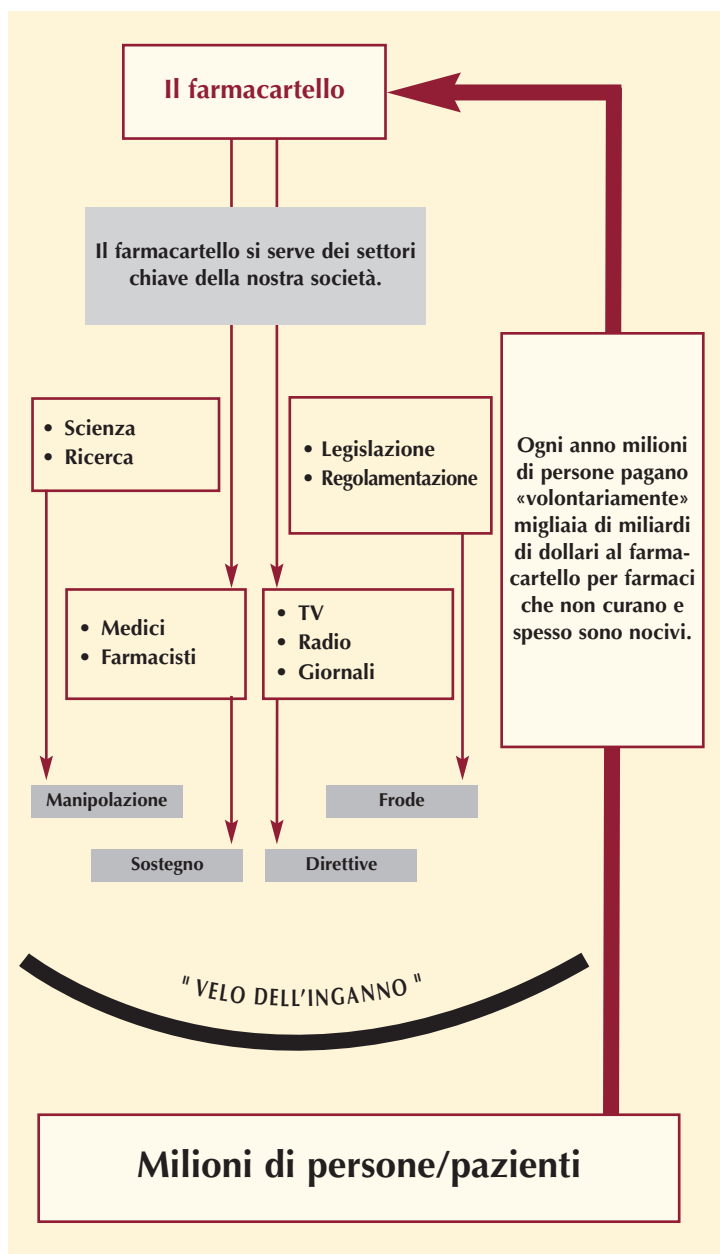 Il farmacartello
Il farmacartello si serve dei settori
chiave della nostra società.
• Scienza
• Ricerca
• Legislazione
• Regolamentazione
• Medici
• Farmacisti
• TV
• Radio
• Giornali
Manipolazione
Frode
Sostegno
Direttive
Ogni anno milioni
di persone pagano
«volontariamente»
migliaia di miliardi
di dollari al farma-
cartello per farmaci
che non curano e
spesso sono nocivi.
" VELO DELL'INGANNO "
Milioni di persone/pazienti